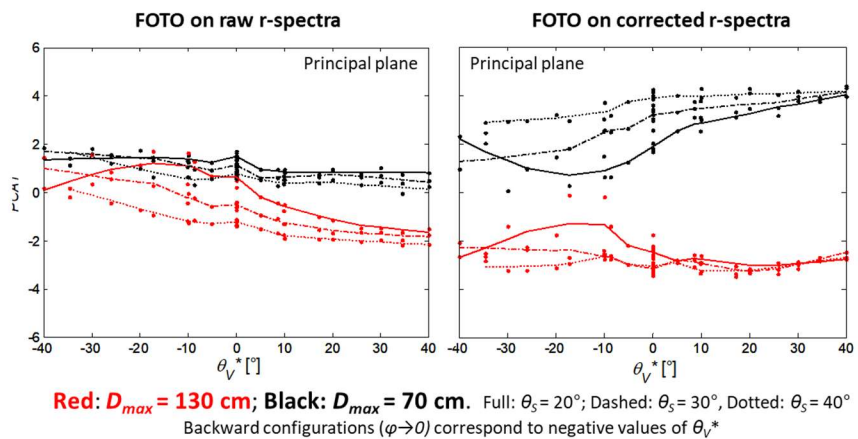 FOTO on raw r-spectra
FOTO on corrected r-spectra
Principal plane
Principal plane
6
4
2
0
-2
-4
-6
PCA1
-40 -30 -20 -10 0 10 20 30 40
-40 -30 -20 -10 0 10 20 30 40
θV* [°]
θV* [°]
Red: Dmax = 130 cm; Black: Dmax = 70 cm. Full: θS = 20°; Dashed: θS = 30°, Dotted: θS = 40°
Backward configurations (φ→0) correspond to negative values of θV*